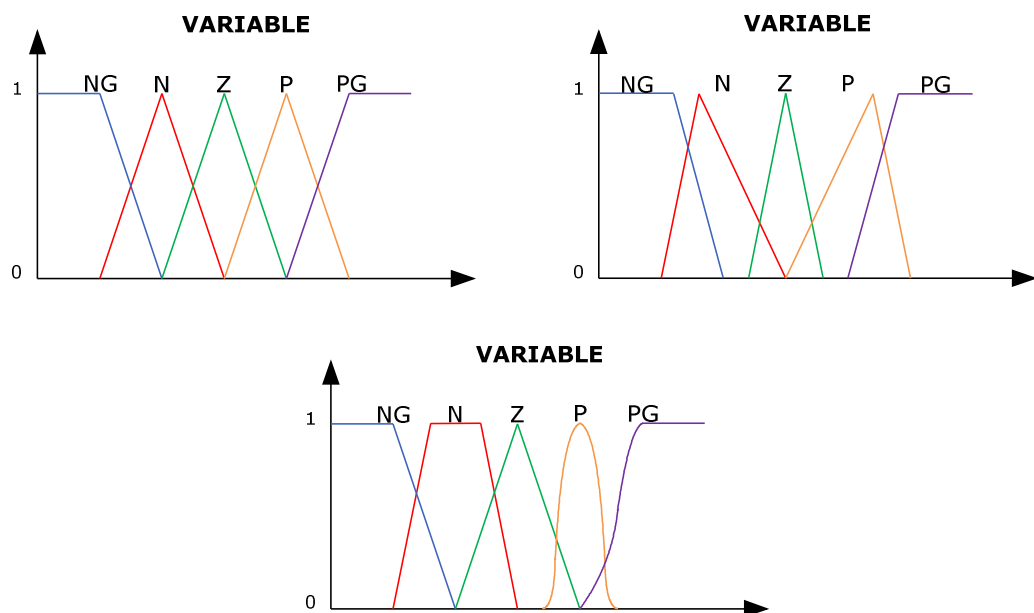 VARIABLE
1 NG N Z P PG
0
VARIABLE
1 NG N Z P PG
0
VARIABLE
1 NG N Z P PG
0